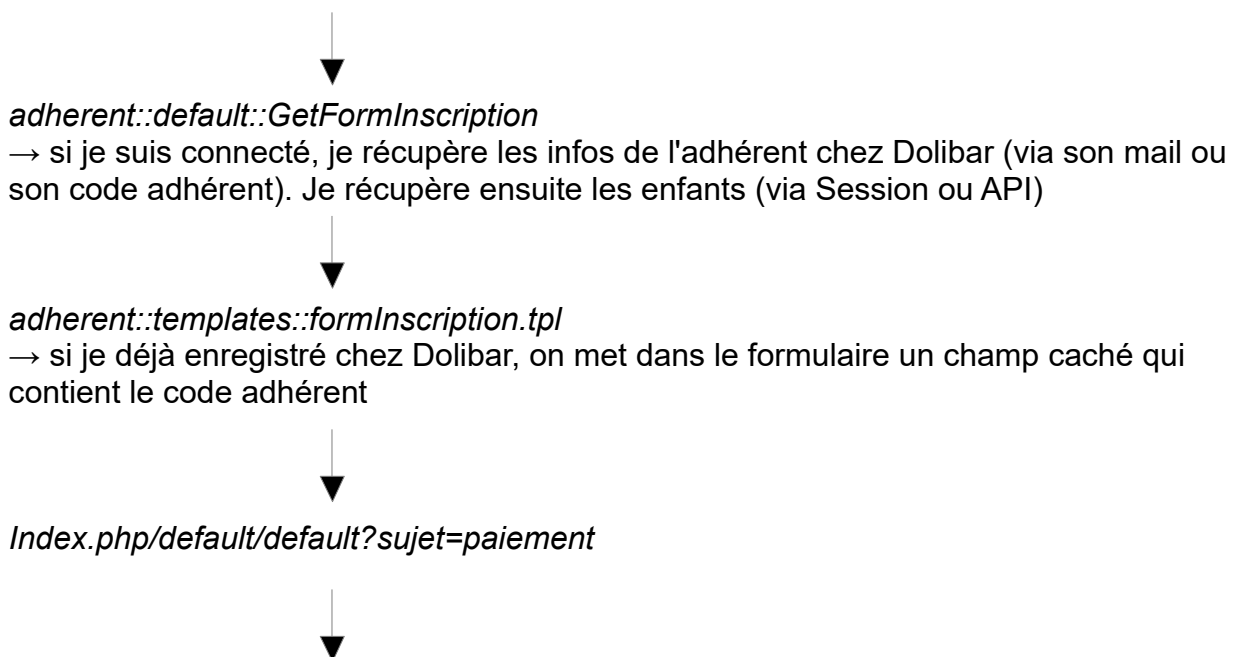 adherent::default::GetFormInscription
→ si je suis connecté, je récupère les infos de l'adhérent chez Dolibar (via son mail ou
son code adhérent). Je récupère ensuite les enfants (via Session ou API)
adherent::templates::formInscription.tpl
→ si je déjà enregistré chez Dolibar, on met dans le formulaire un champ caché qui
contient le code adhérent
Index.php/default/default?sujet=paiement